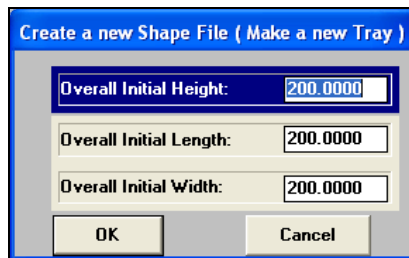 Create a new Shape File ( Make a new Tray )
Overall Initial Height: 200.0000
Overall Initial Length: 200.0000
Overall Initial Width: 200.0000
OK Cancel